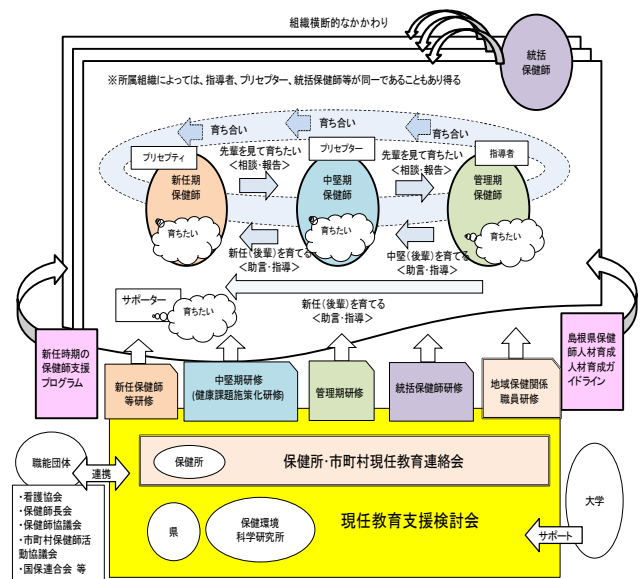 組織横断的なかかわり
統括
保健師
※所属組織によっては、指導者、プリセプター、統括保健師等が同一であることもあり得る
育ち合い
育ち合い
育ち合い
プリセプティ
先輩を見て育ちたい
<相談・報告>
プリセプター
先輩を見て育ちたい
<相談・報告>
指導者
新任期
保健師
中堅期
保健師
管理期
保健師
育ちたい
育ちたい
育ちたい
新任(後輩)を育てる
<助言・指導>
中堅(後輩)を育てる
<助言・指導>
サポーター
育ちたい
新任(後輩)を育てる
<助言・指導>
新任時期の
保健師支援
プログラム
島根県保健
師人材育成
人材育成ガ
イドライン
新任保健師
等研修
中堅期研修
(健康課題施策化研修)
管理期研修
統括保健師研修
地域保健関係
職員研修
職能団体
連携
保健所
保健所・市町村現任教育連絡会
・看護協会
・保健師長会
・保健師協議会
・市町村保健師活
動協議会
・国保連合会 等
県
保健環境
科学研究所
現任教育支援検討会
大学
サポート